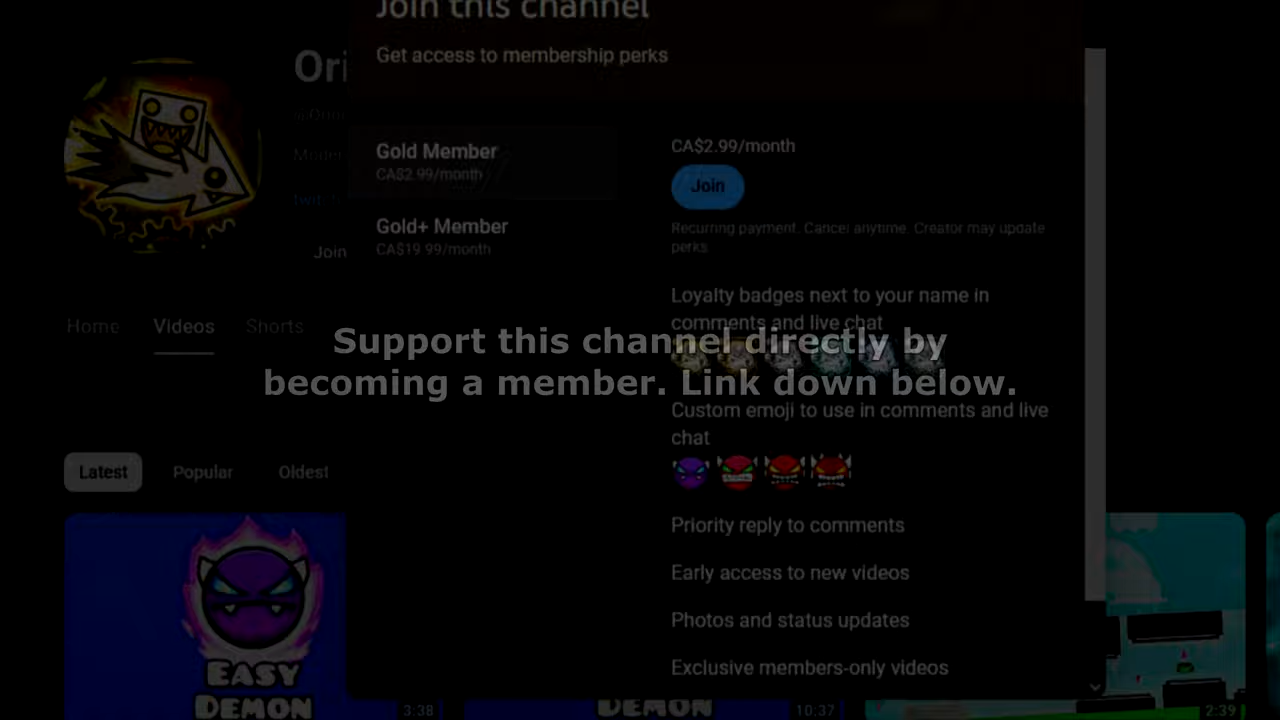 Join this channel
Get access to membership perks
Ori
Gold Member
CA$2.99/month
Gold+ Member
CA$19.99/month
CA$2.99/month
Join
Recurring payment. Cancel anytime. Creator may update
perks.
Join
Loyalty badges next to your name in
comments and live chat
Home Videos Shorts
Support this channel directly by
becoming a member. Link down below.
Custom emoji to use in comments and live
chat
Latest Popular Oldest
Priority reply to comments
Early access to new videos
Photos and status updates
Exclusive members-only videos
EASY
DEMON
3:38
DEMON
10:37
2:39